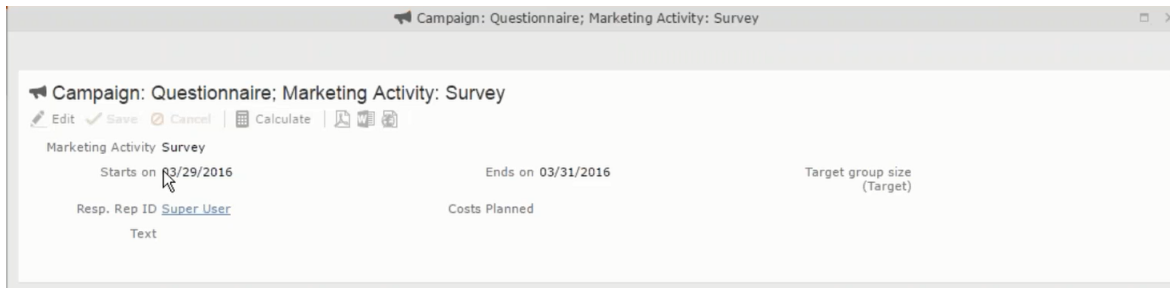 Campaign: Questionnaire; Marketing Activity: Survey
Campaign: Questionnaire; Marketing Activity: Survey
Edit Save Cancel Calculate
Marketing Activity Survey
Starts on 03/29/2016 Ends on 03/31/2016 Target group size
(Target)
Resp. Rep ID Super User Costs Planned
Text